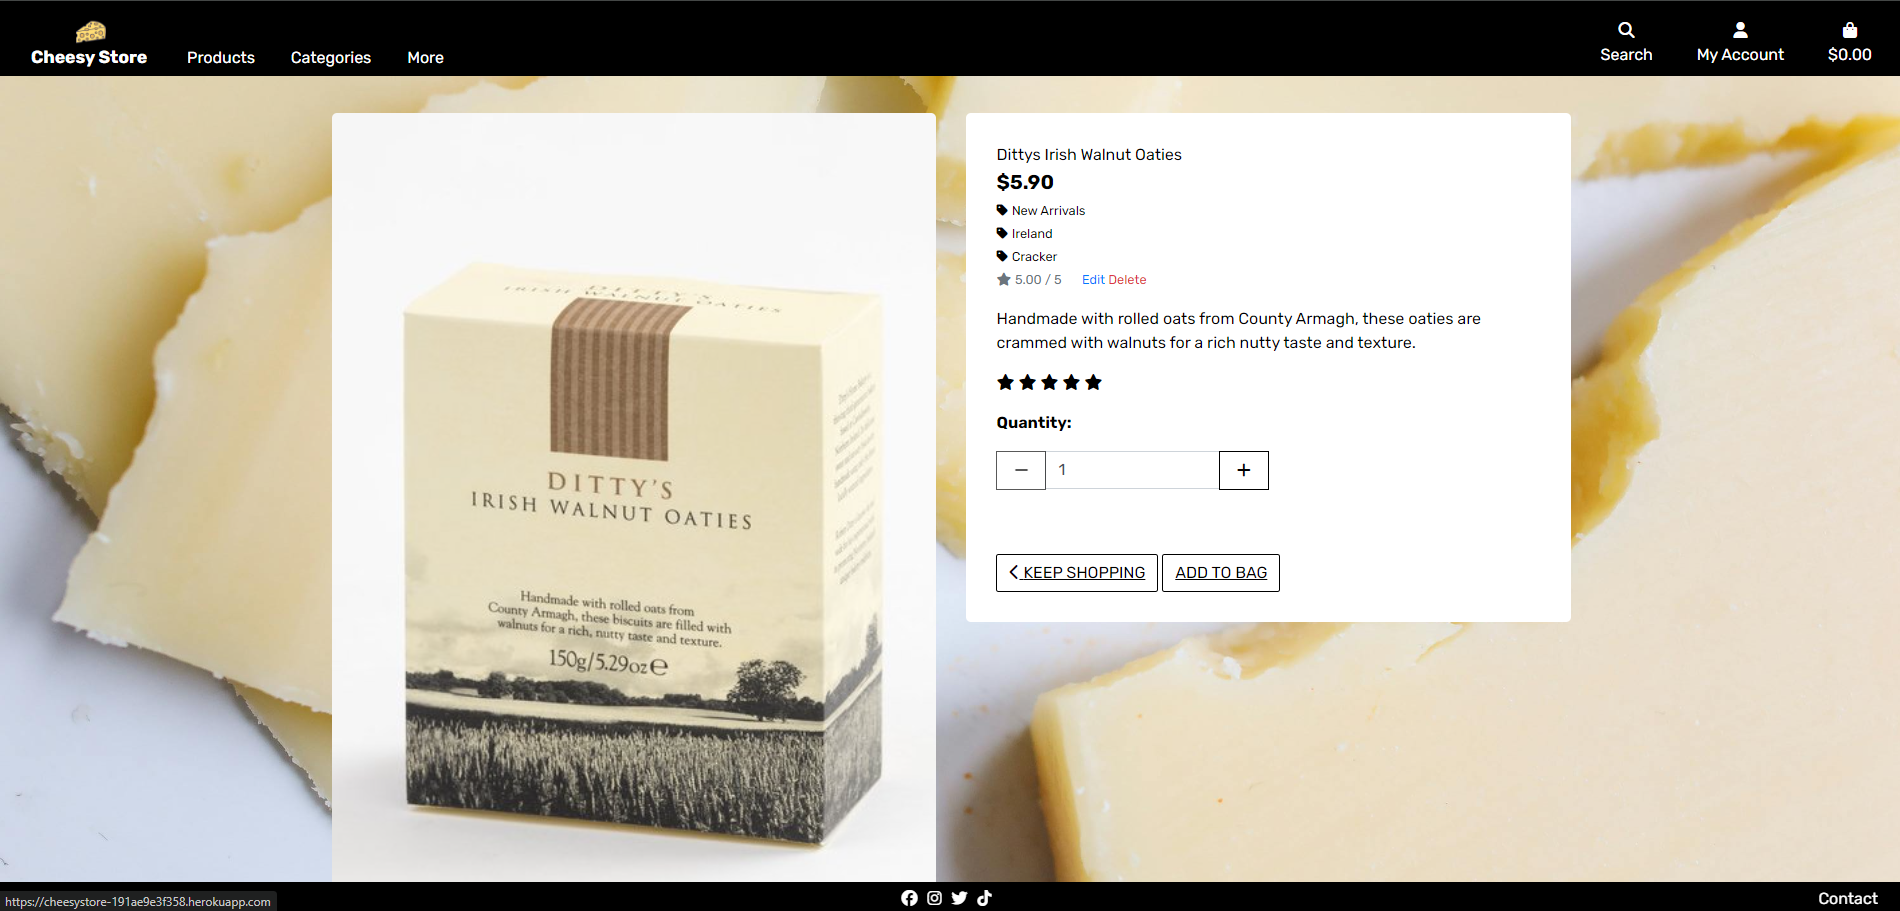 Cheesy Store
Products
Categories
More
Search
My Account
$0.00
DITTY'S
IRISH WALNUT OATIES
DITTY'S
IRISH WALNUT OATIES
Handmade with rolled oats from
County Armagh, these biscuits are filled with
walnuts for a rich, nutty taste and texture.
150g/5.29oz℮
Dittys Irish Walnut Oaties
$5.90
New Arrivals
Ireland
Cracker
5.00 / 5 Edit Delete
Handmade with rolled oats from County Armagh, these oaties are
crammed with walnuts for a rich nutty taste and texture.
Quantity:
1
KEEP SHOPPING
ADD TO BAG
https://cheesystore-191ae9e3f358.herokuapp.com
Contact